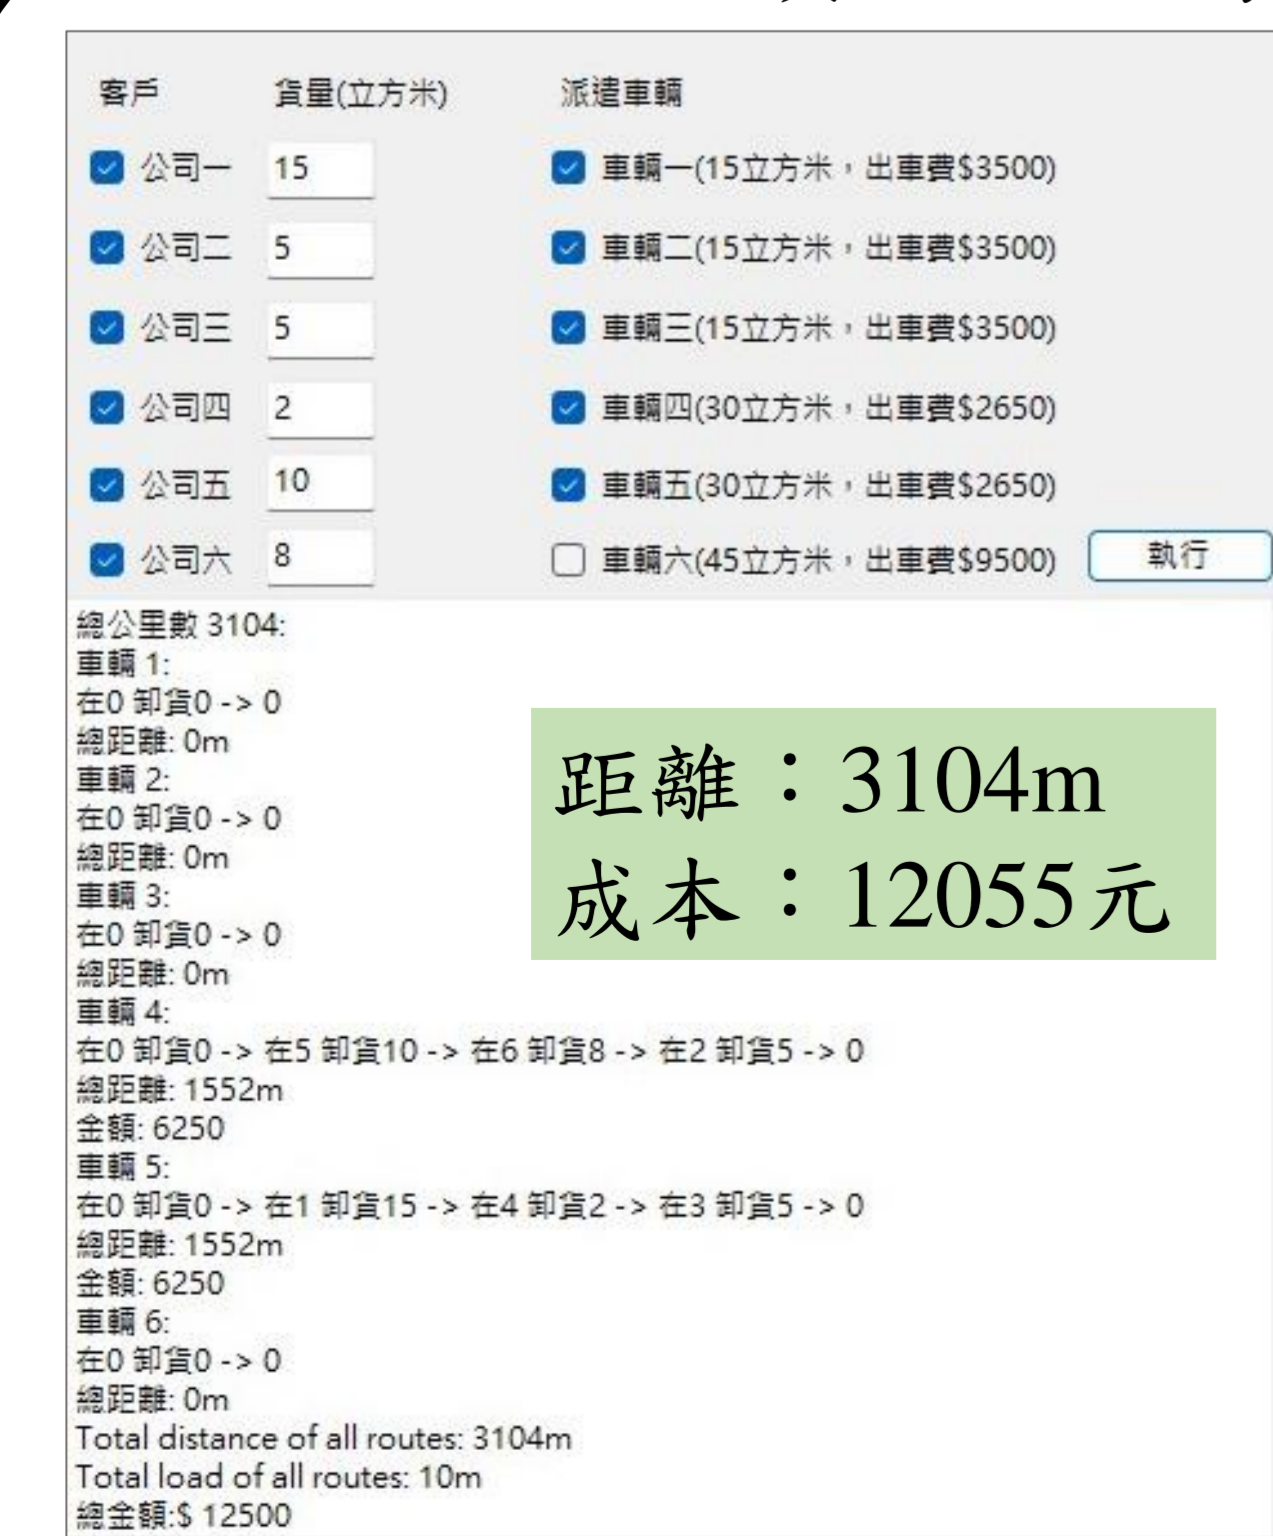 客戶 貨量(立方米) 派遣車輛
公司一 15 車輛一(15立方米，出車費$3500)
公司二 5 車輛二(15立方米，出車費$3500)
公司三 5 車輛三(15立方米，出車費$3500)
公司四 2 車輛四(30立方米，出車費$2650)
公司五 10 車輛五(30立方米，出車費$2650)
公司六 8 車輛六(45立方米，出車費$9500) 執行
總公里數 3104:
車輛 1:
在0 卸貨0 -> 0
總距離: 0m
車輛 2:
在0 卸貨0 -> 0
總距離: 0m
車輛 3:
在0 卸貨0 -> 0
總距離: 0m
車輛 4:
在0 卸貨0 -> 在5 卸貨10 -> 在6 卸貨8 -> 在2 卸貨5 -> 0
總距離: 1552m
金額: 6250
車輛 5:
在0 卸貨0 -> 在1 卸貨15 -> 在4 卸貨2 -> 在3 卸貨5 -> 0
總距離: 1552m
金額: 6250
車輛 6:
在0 卸貨0 -> 0
總距離: 0m
Total distance of all routes: 3104m
Total load of all routes: 10m
總金額:$ 12500
距離：3104m
成本：12055元